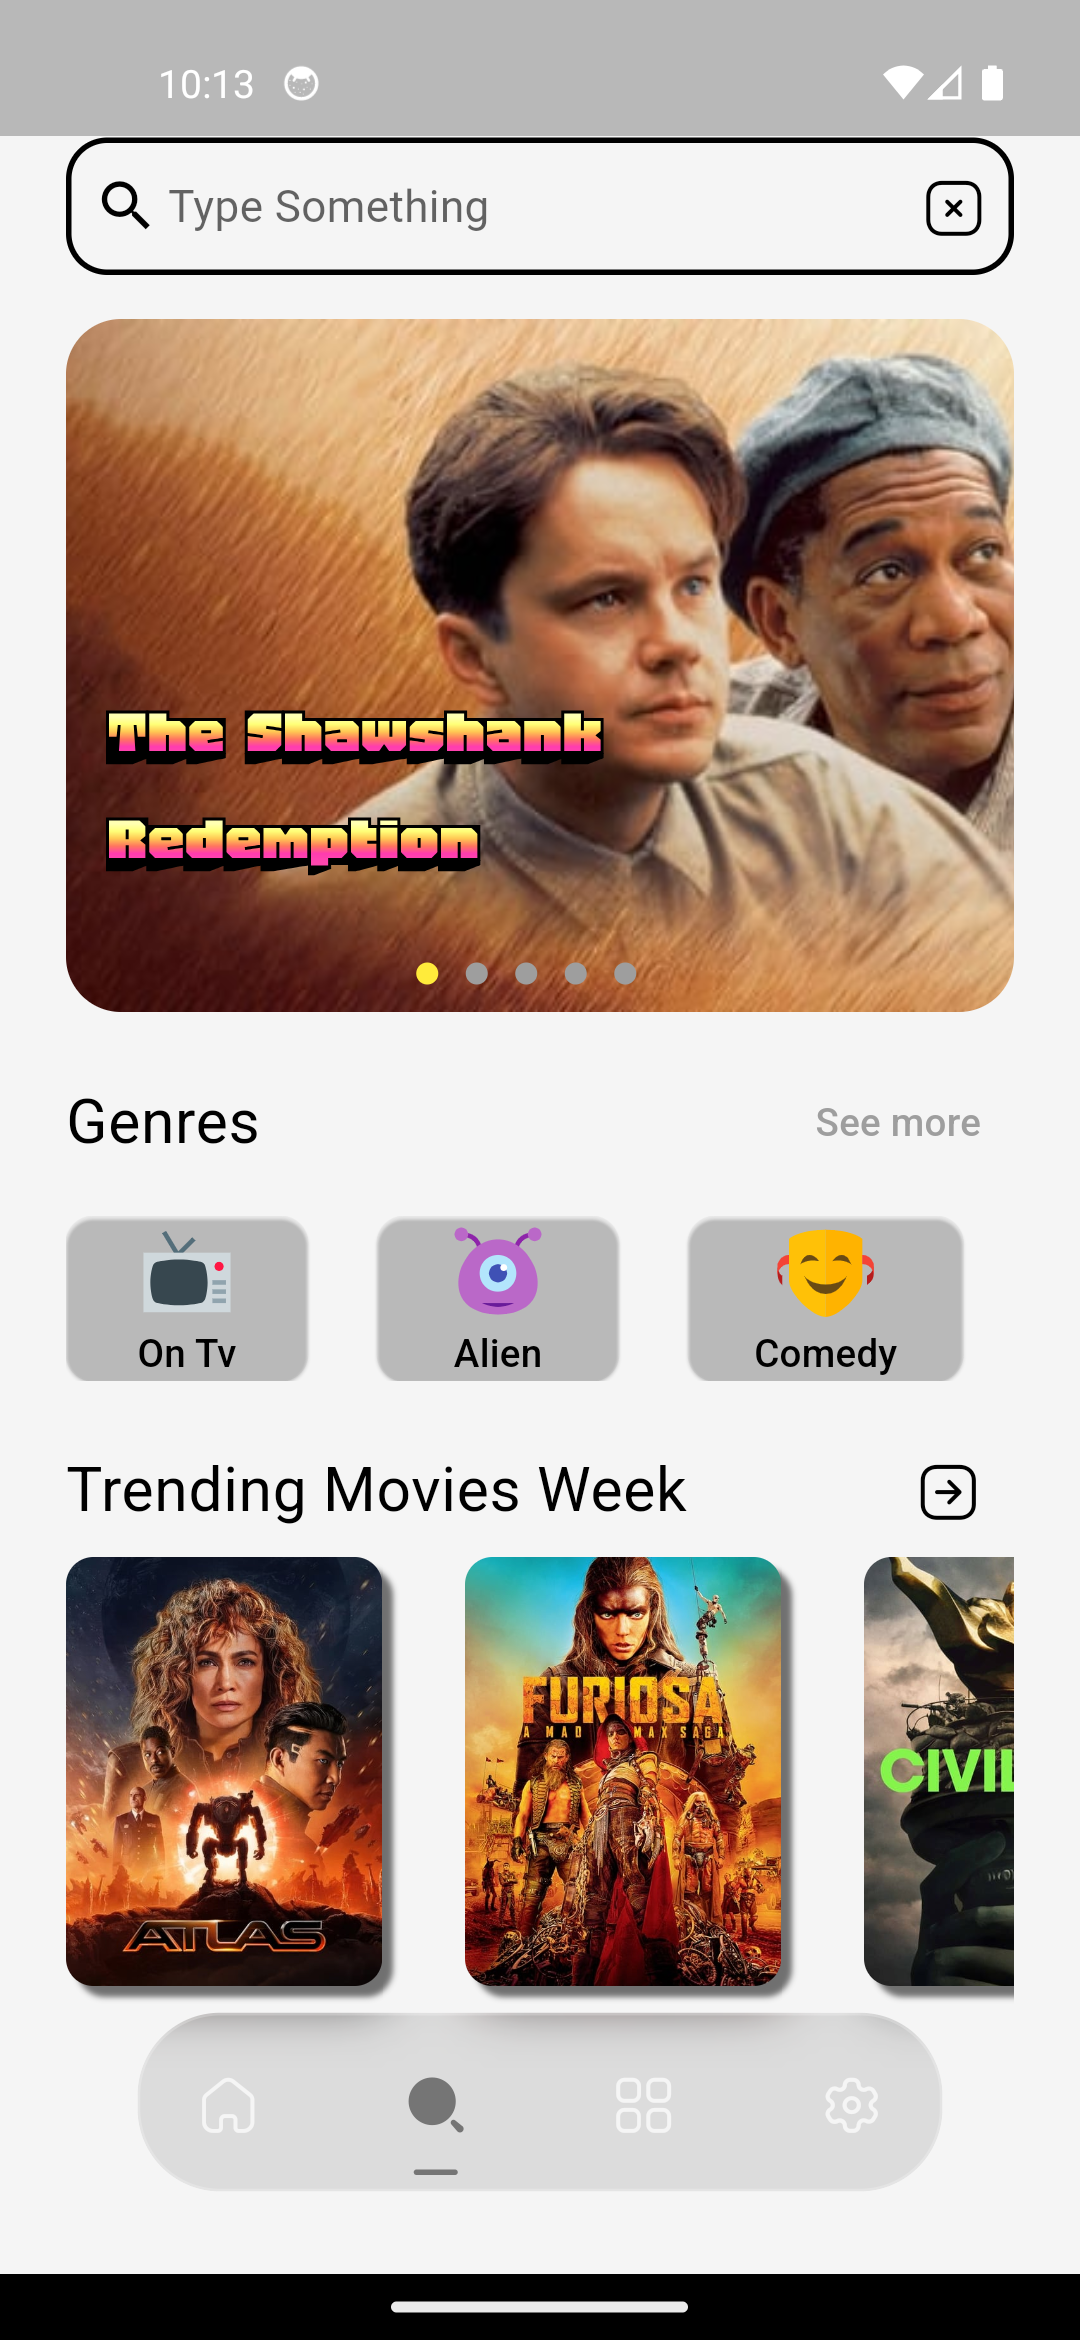 10:13
Type Something
The Shawshank
Redemption
Genres
See more
On Tv
Alien
Comedy
Trending Movies Week
ATLAS
FURIOSA
A MAD MAX SAGA
CIVIL